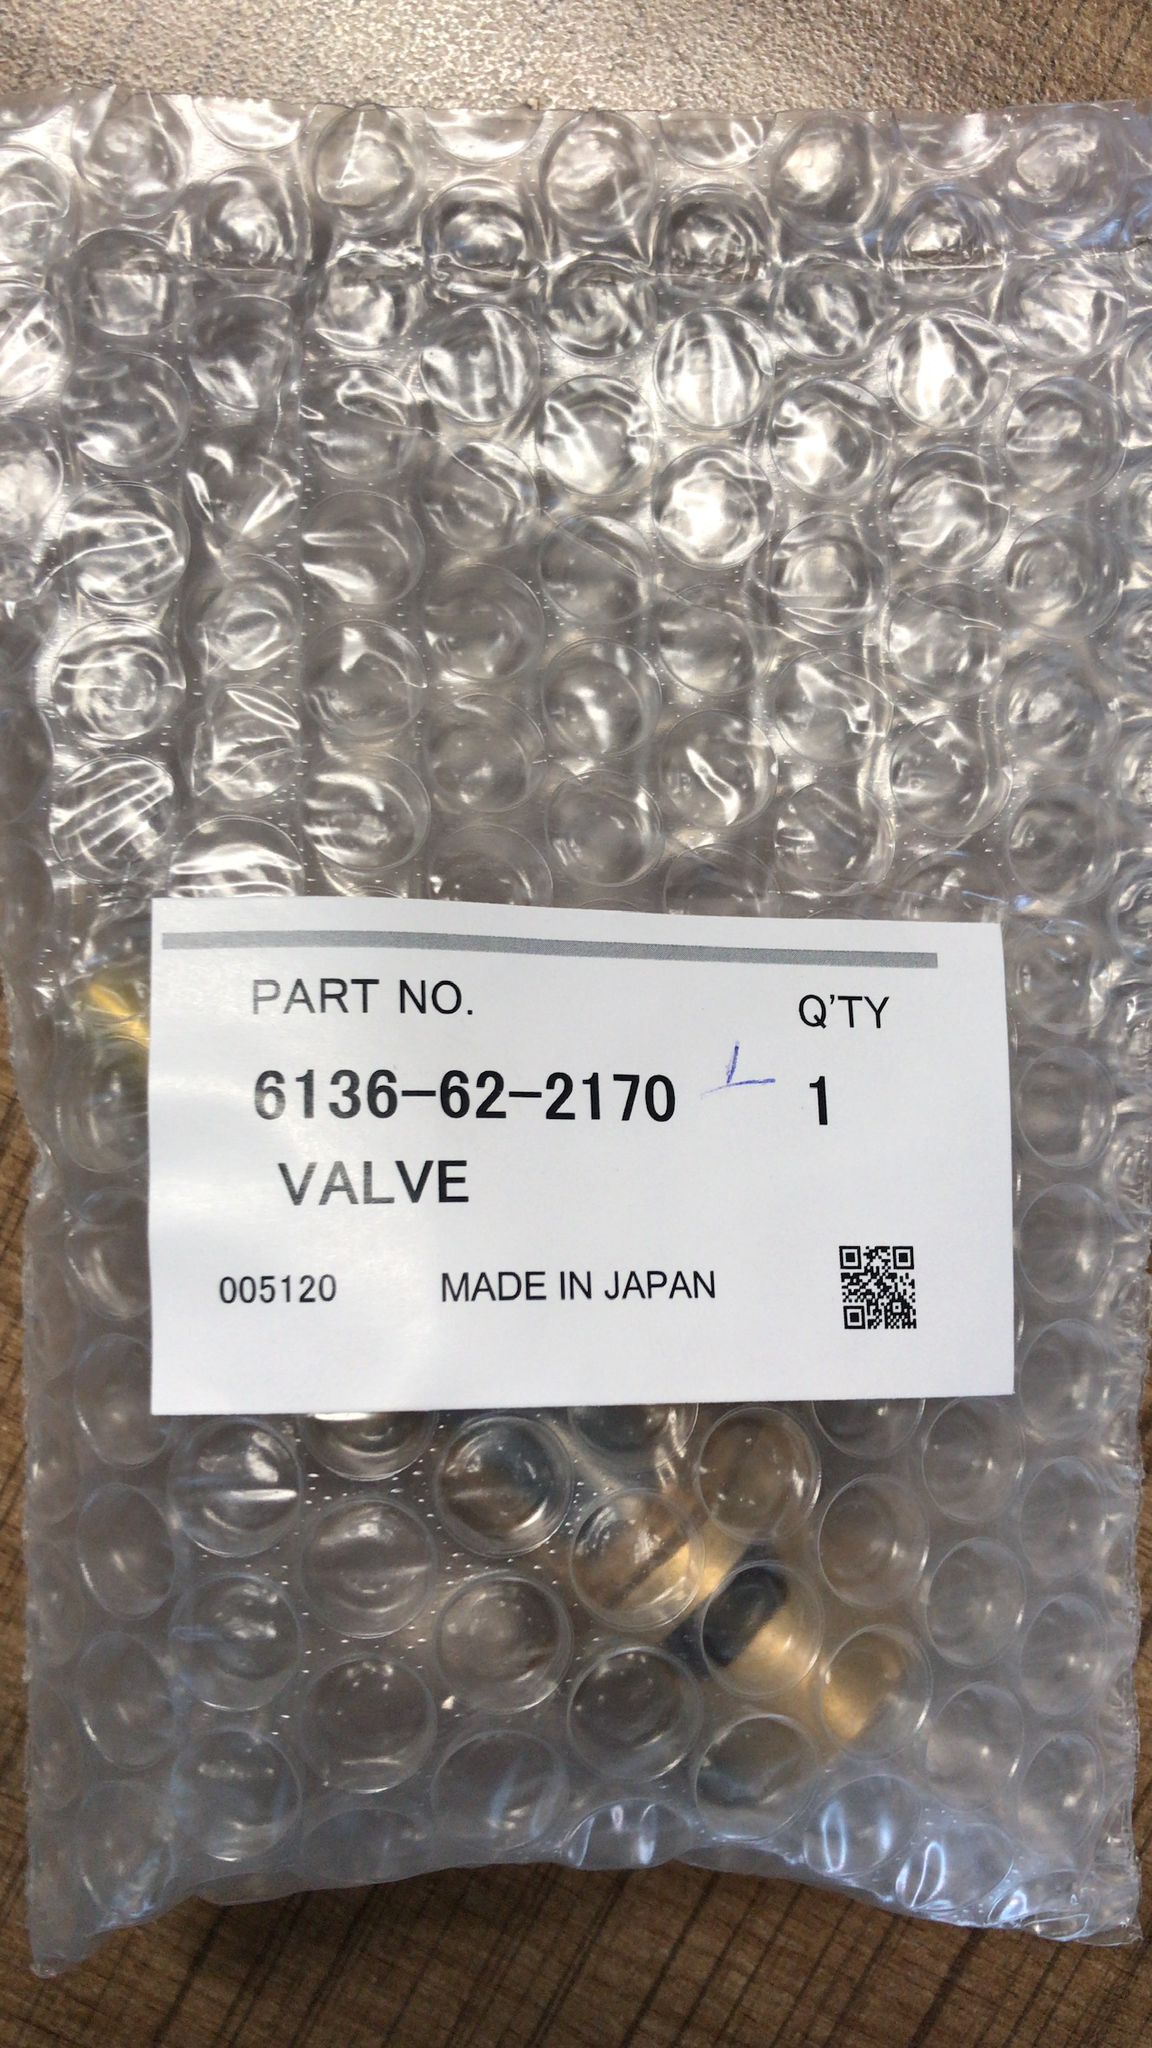 PART NO. Q'TY
6136-62-2170 1
VALVE
005120 MADE IN JAPAN